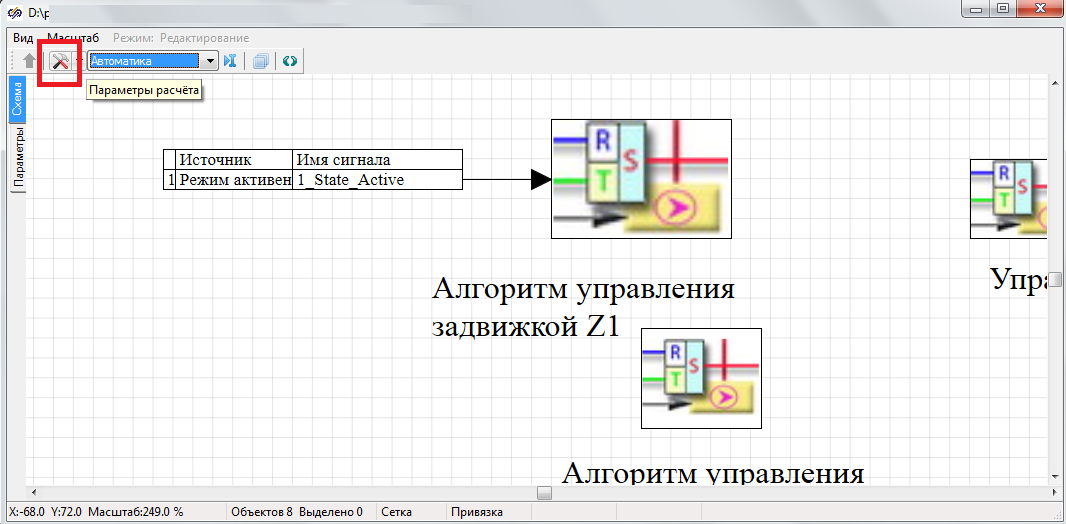 D:\p
Вид Масштаб Режим: Редактирование
Автоматика
Параметры расчёта
Схема
Параметры
Источник Имя сигнала
1 Режим активен 1_State_Active
R
S
T
R
S
T
Алгоритм управления
задвижкой Z1
Упра
R
S
T
Алгоритм управления
X:-68.0 Y:72.0 Масштаб:249.0 % Объектов 8 Выделено 0 Сетка Привязка